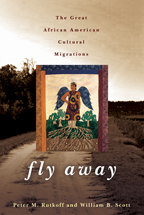 The Great
African American
Cultural
Migrations
fly away
Peter M. Rutkoff and William B. Scott